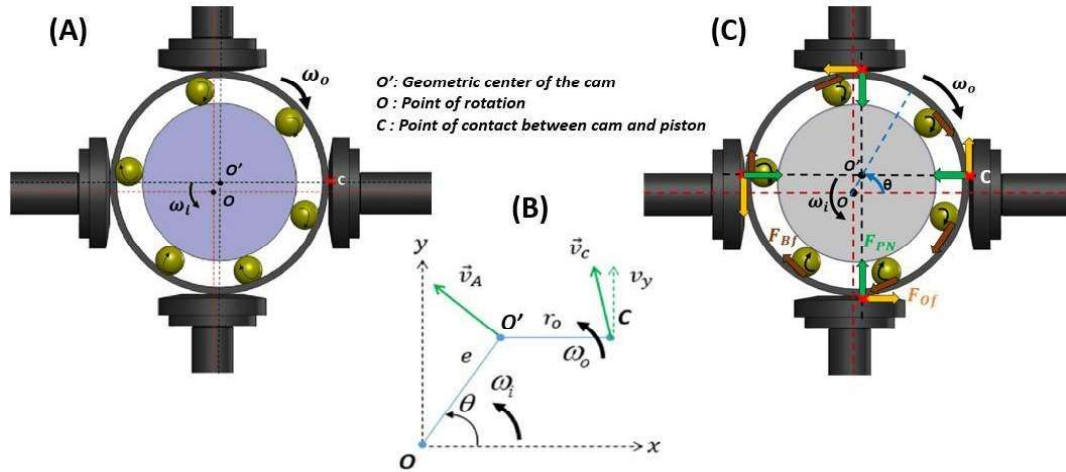 (A)
ω_o
O': Geometric center of the cam
O : Point of rotation
C : Point of contact between cam and piston
C
O'
ω_i
O
(B)
y
v⃗_A
v⃗_C
v_y
O'
r_o
C
e
ω_o
ω_i
θ
O
x
(C)
ω_o
C
O'
θ
ω_i
O
F_Bf
F_PN
F_Of